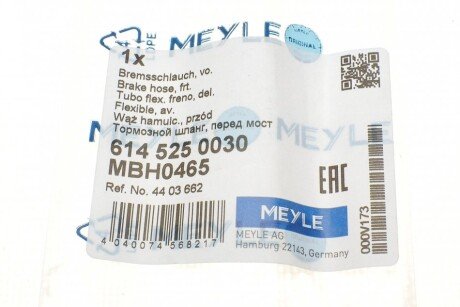 MEYLE
1x
ORIGINAL
Bremsschlauch, vo.
Brake hose, frt.
Tubo flex. freno, del.
Flexible, av.
Wąż hamulc., przód
Тормозной шланг, перед мост
MEYLE
614 525 0030
MBH0465
Ref. No. 44 03 662
EAC
MEYLE
MEYLE AG
Hamburg 22143, Germany
4 040074 568217
000V173